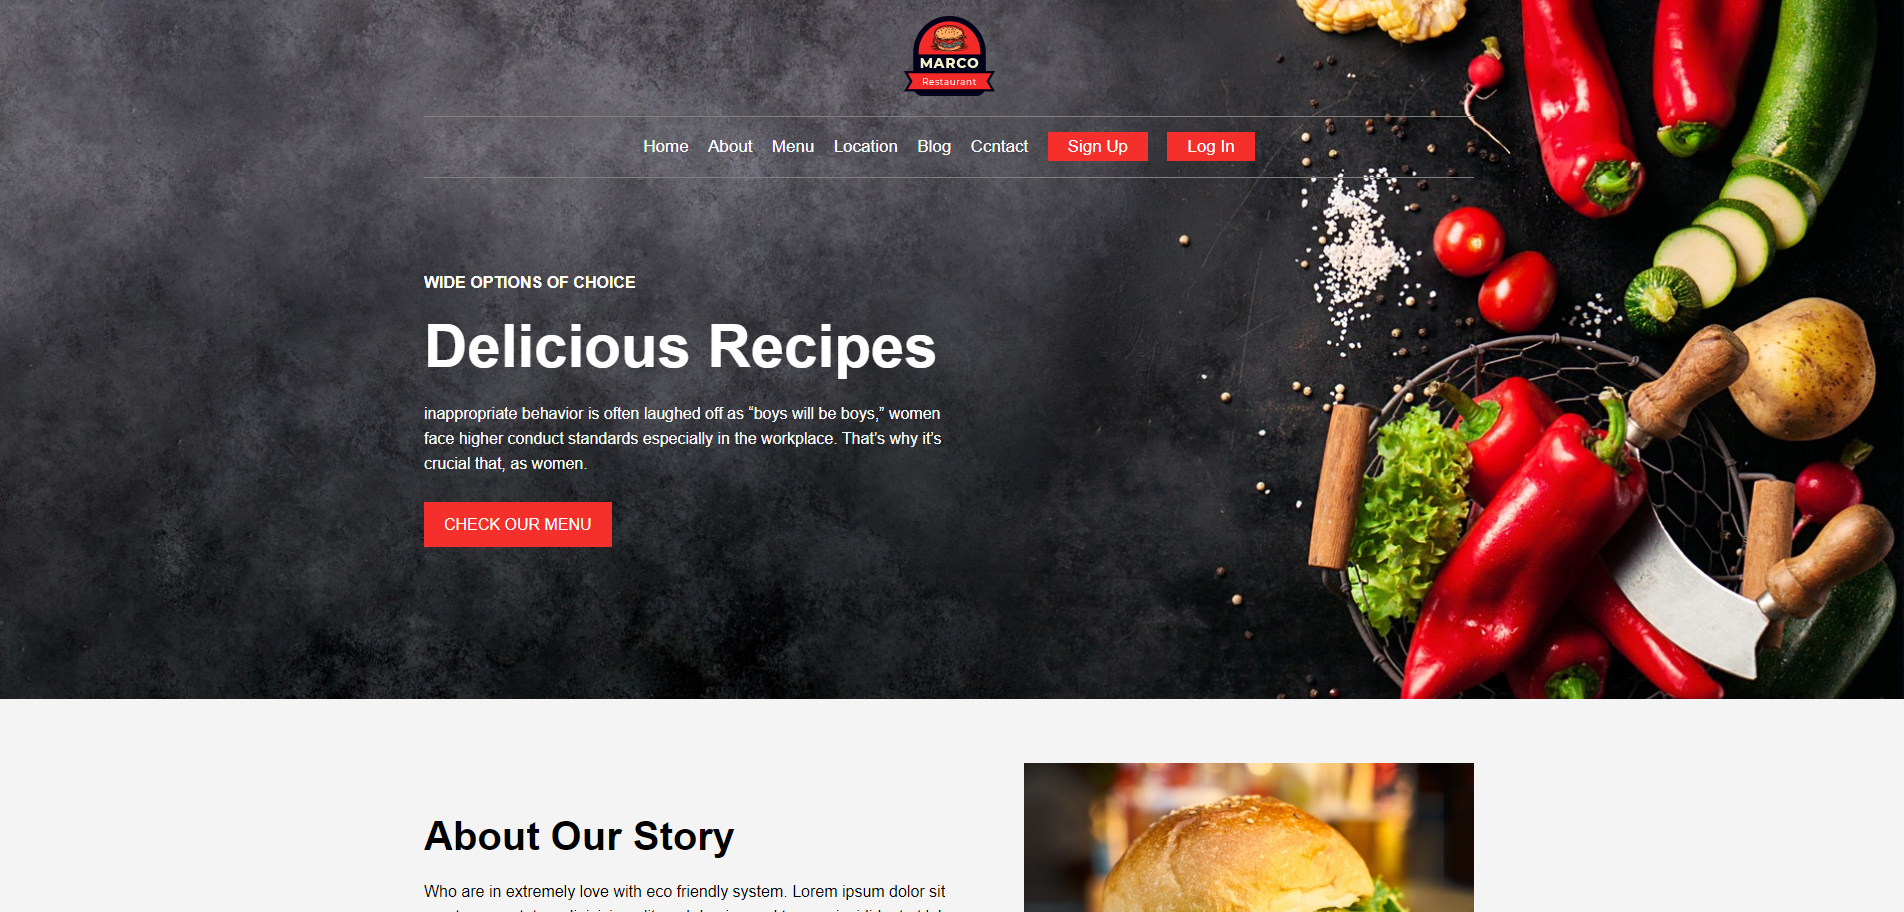 MARCO
Restaurant
Home About Menu Location Blog Ccntact Sign Up Log In
WIDE OPTIONS OF CHOICE
Delicious Recipes
inappropriate behavior is often laughed off as “boys will be boys,” women
face higher conduct standards especially in the workplace. That’s why it’s
crucial that, as women.
CHECK OUR MENU
About Our Story
Who are in extremely love with eco friendly system. Lorem ipsum dolor sit